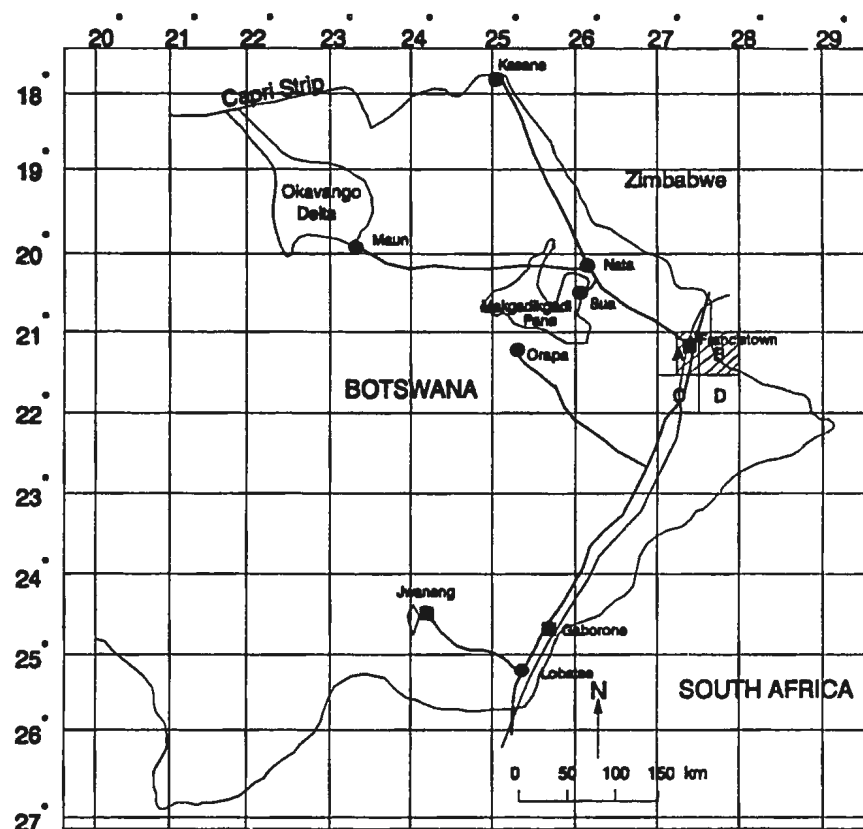 20° 21° 22° 23° 24° 25° 26° 27° 28° 29°
Kasane
18°
Capri Strip
19°
Zimbabwe
Okavango
Delta
Maun
20°
Nata
Sua
Makgadikgadi
Pans
21°
Francistown
A B
Orapa
BOTSWANA
C D
22°
23°
24°
Jwaneng
Gaborone
25°
Lobatse
SOUTH AFRICA
N
26°
0 50 100 150 km
27°